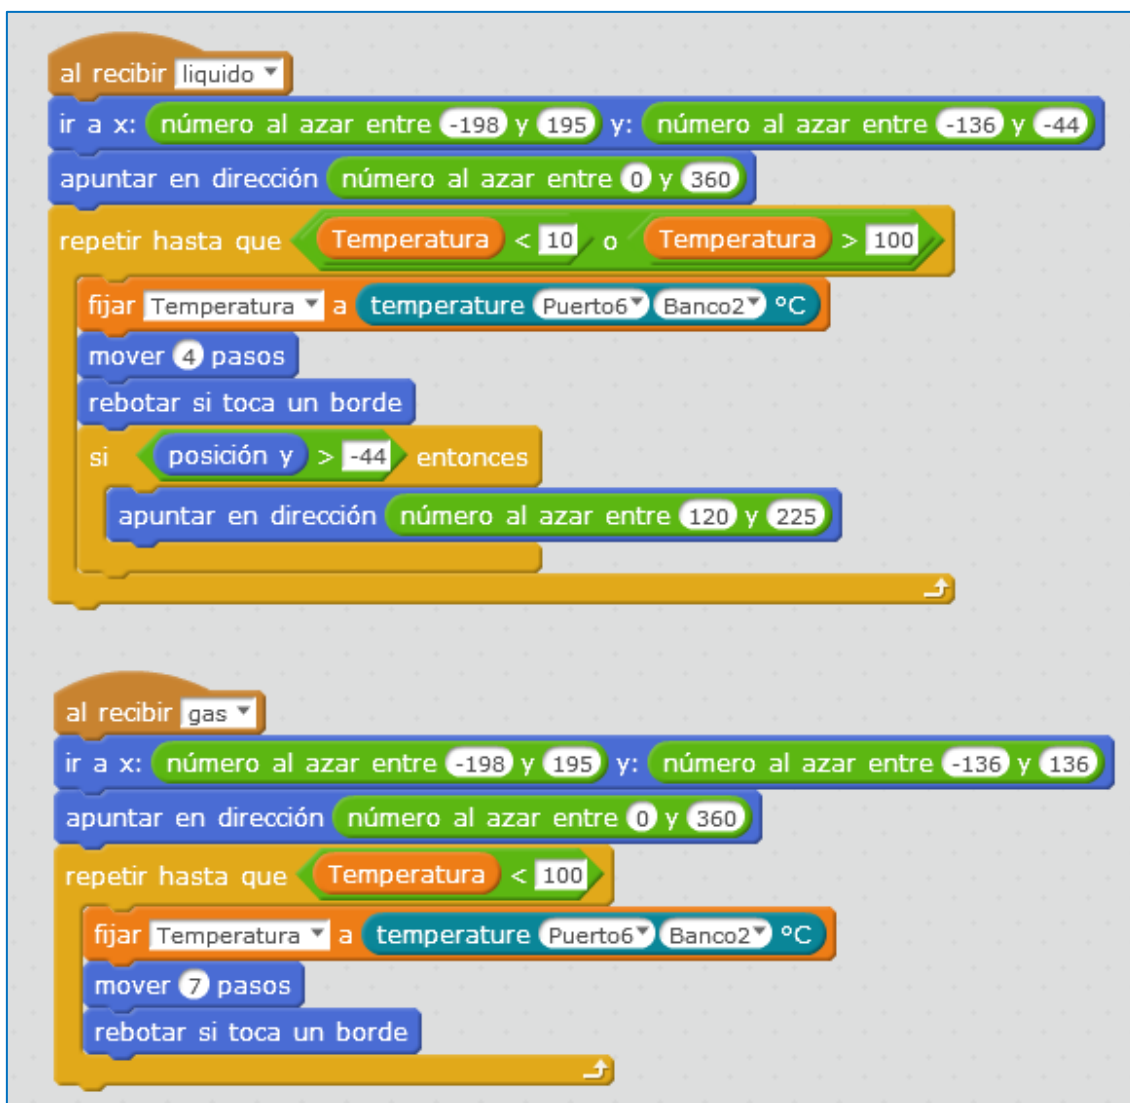 al recibir liquido
ir a x: número al azar entre -198 y 195 y: número al azar entre -136 y -44
apuntar en dirección número al azar entre 0 y 360
repetir hasta que Temperatura < 10 o Temperatura > 100
fijar Temperatura a temperature Puerto6 Banco2 ºC
mover 4 pasos
rebotar si toca un borde
si posición y > -44 entonces
apuntar en dirección número al azar entre 120 y 225
al recibir gas
ir a x: número al azar entre -198 y 195 y: número al azar entre -136 y 136
apuntar en dirección número al azar entre 0 y 360
repetir hasta que Temperatura < 100
fijar Temperatura a temperature Puerto6 Banco2 ºC
mover 7 pasos
rebotar si toca un borde